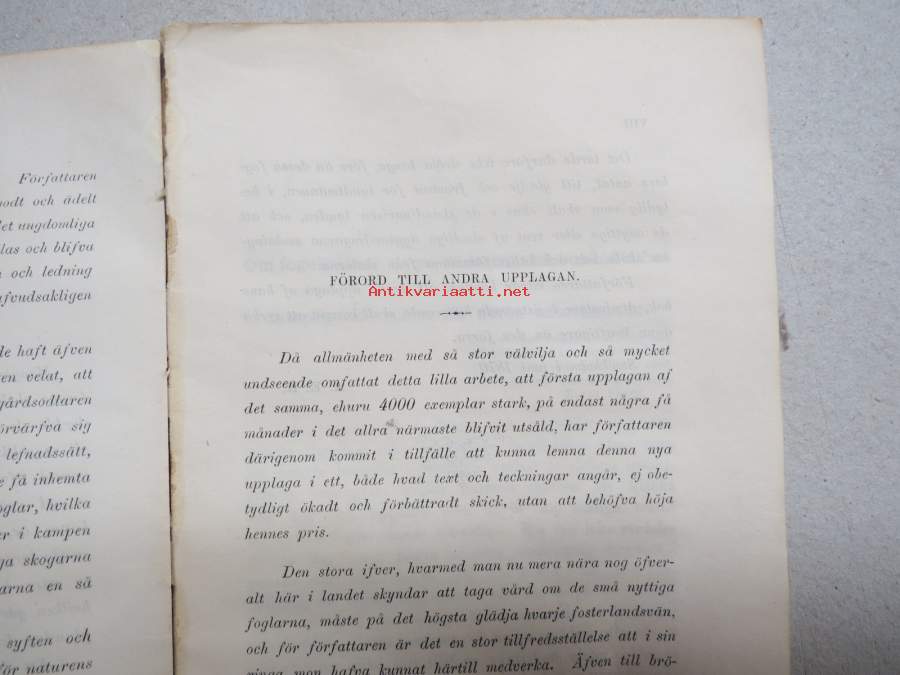 Författaren
odt och ädelt
et ungdomliga
las och blifva
och ledning
afvudsakligen
de haft äfven
en velat, att
gårdsodlaren
örvärfva sig
lefnadssätt,
e få inhemta
oglar, hvilka
r i kampen
ga skogarna
arna en så
syften och
för naturens
FÖRORD TILL ANDRA UPPLAGAN.
Antikvariaatti.net
Då allmänheten med så stor välvilja och så mycket
undseende omfattat detta lilla arbete, att första upplagan af
det samma, ehuru 4000 exemplar stark, på endast några få
månader i det allra närmaste blifvit utsåld, har författaren
därigenom kommit i tillfälle att kunna lemna denna nya
upplaga i ett, både hvad text och teckningar angår, ej obe-
tydligt ökadt och förbättradt skick, utan att behöfva höja
hennes pris.
Den stora ifver, hvarmed man nu mera nära nog öfver-
alt här i landet skyndar att taga vård om de små nyttiga
foglarna, måste på det högsta glädja hvarje fosterlandsvän,
och för författaren är det en stor tillfredsställelse att i sin
ringa mon hafva kunnat härtill medverka. Äfven till brö-